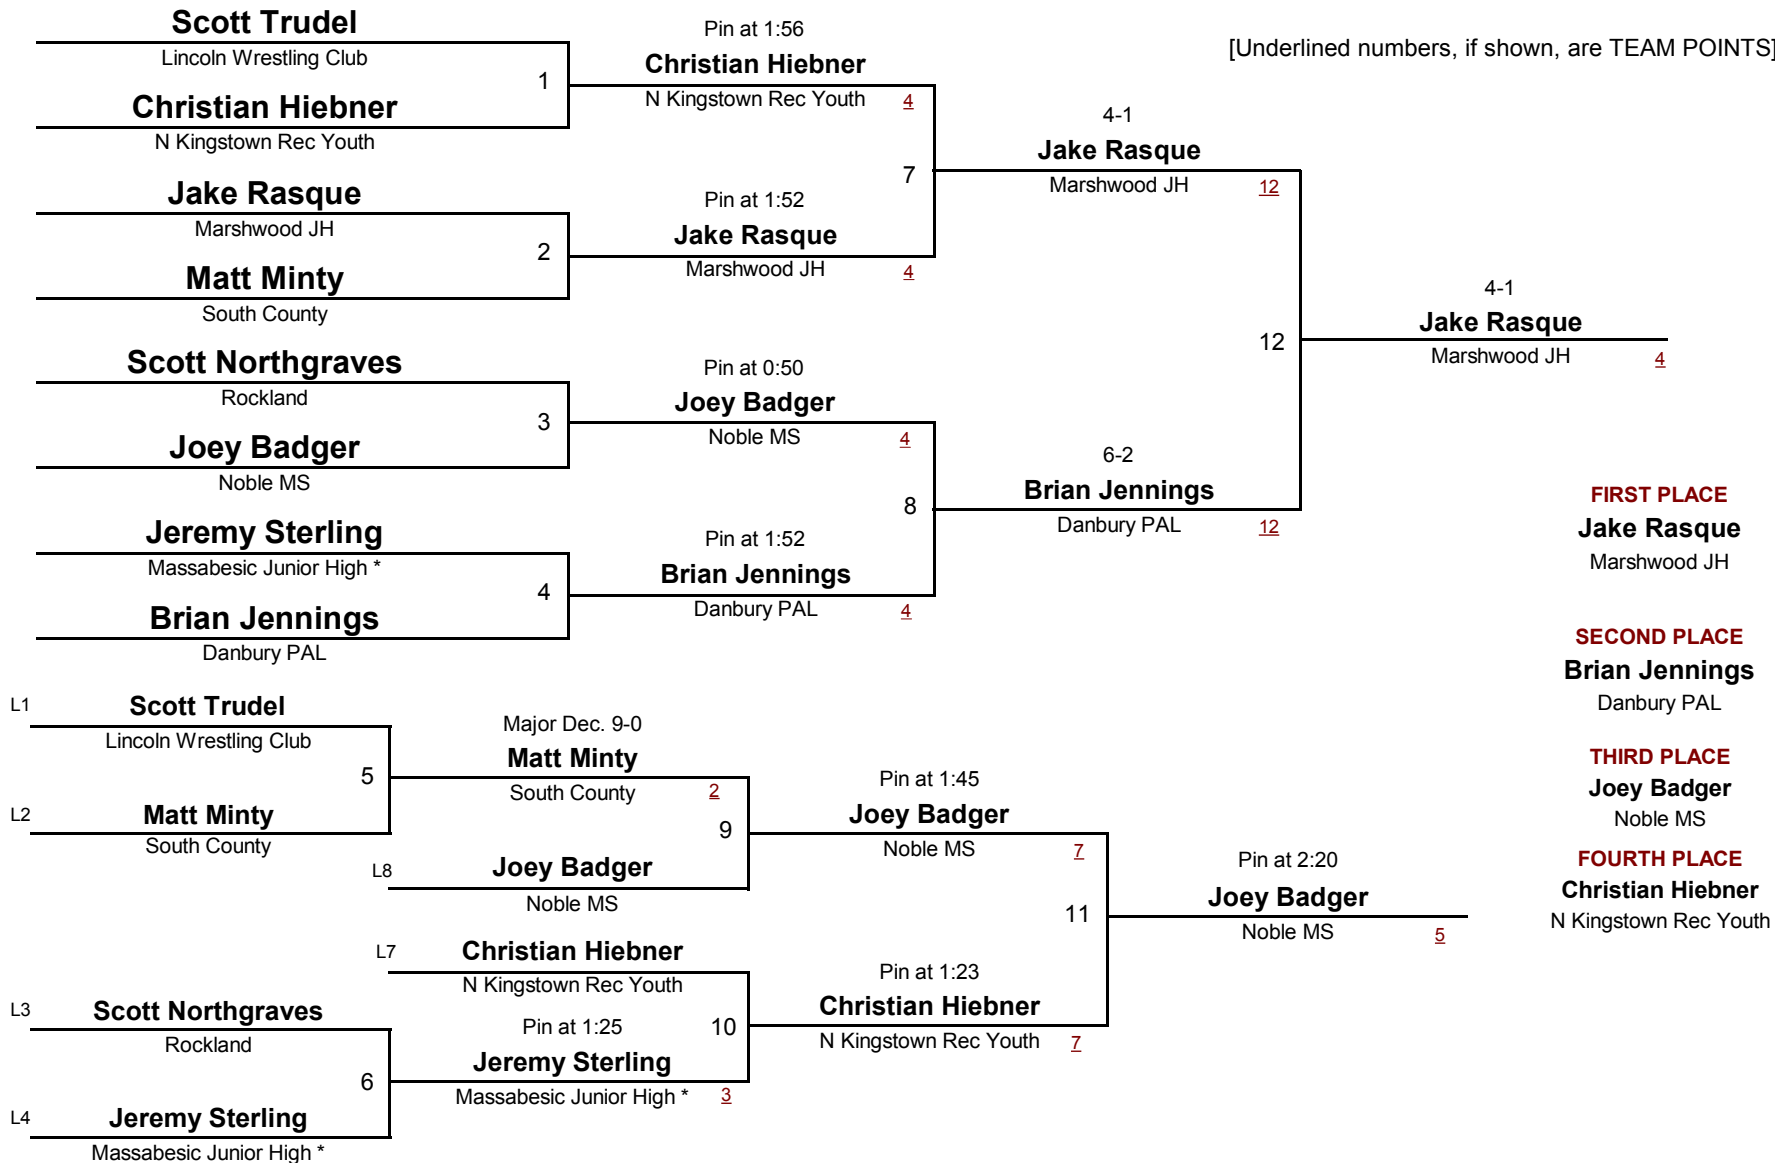 Scott Trudel
Lincoln Wrestling Club
1
Christian Hiebner
N Kingstown Rec Youth
Jake Rasque
Marshwood JH
2
Matt Minty
South County
Scott Northgraves
Rockland
3
Joey Badger
Noble MS
Jeremy Sterling
Massabesic Junior High *
4
Brian Jennings
Danbury PAL
Pin at 1:56
Christian Hiebner
N Kingstown Rec Youth 4
7
Pin at 1:52
Jake Rasque
Marshwood JH 4
Pin at 0:50
Joey Badger
Noble MS 4
8
Pin at 1:52
Brian Jennings
Danbury PAL 4
[Underlined numbers, if shown, are TEAM POINTS]
4-1
Jake Rasque
Marshwood JH 12
12
6-2
Brian Jennings
Danbury PAL 12
4-1
Jake Rasque
Marshwood JH 4
FIRST PLACE
Jake Rasque
Marshwood JH
SECOND PLACE
Brian Jennings
Danbury PAL
THIRD PLACE
Joey Badger
Noble MS
FOURTH PLACE
Christian Hiebner
N Kingstown Rec Youth
L1 Scott Trudel
Lincoln Wrestling Club
5
L2 Matt Minty
South County
Major Dec. 9-0
Matt Minty
South County 2
9
L8 Joey Badger
Noble MS
L7 Christian Hiebner
N Kingstown Rec Youth
10
Pin at 1:25
Jeremy Sterling
Massabesic Junior High * 3
L3 Scott Northgraves
Rockland
6
L4 Jeremy Sterling
Massabesic Junior High *
Pin at 1:45
Joey Badger
Noble MS 7
11
Pin at 1:23
Christian Hiebner
N Kingstown Rec Youth 7
Pin at 2:20
Joey Badger
Noble MS 5